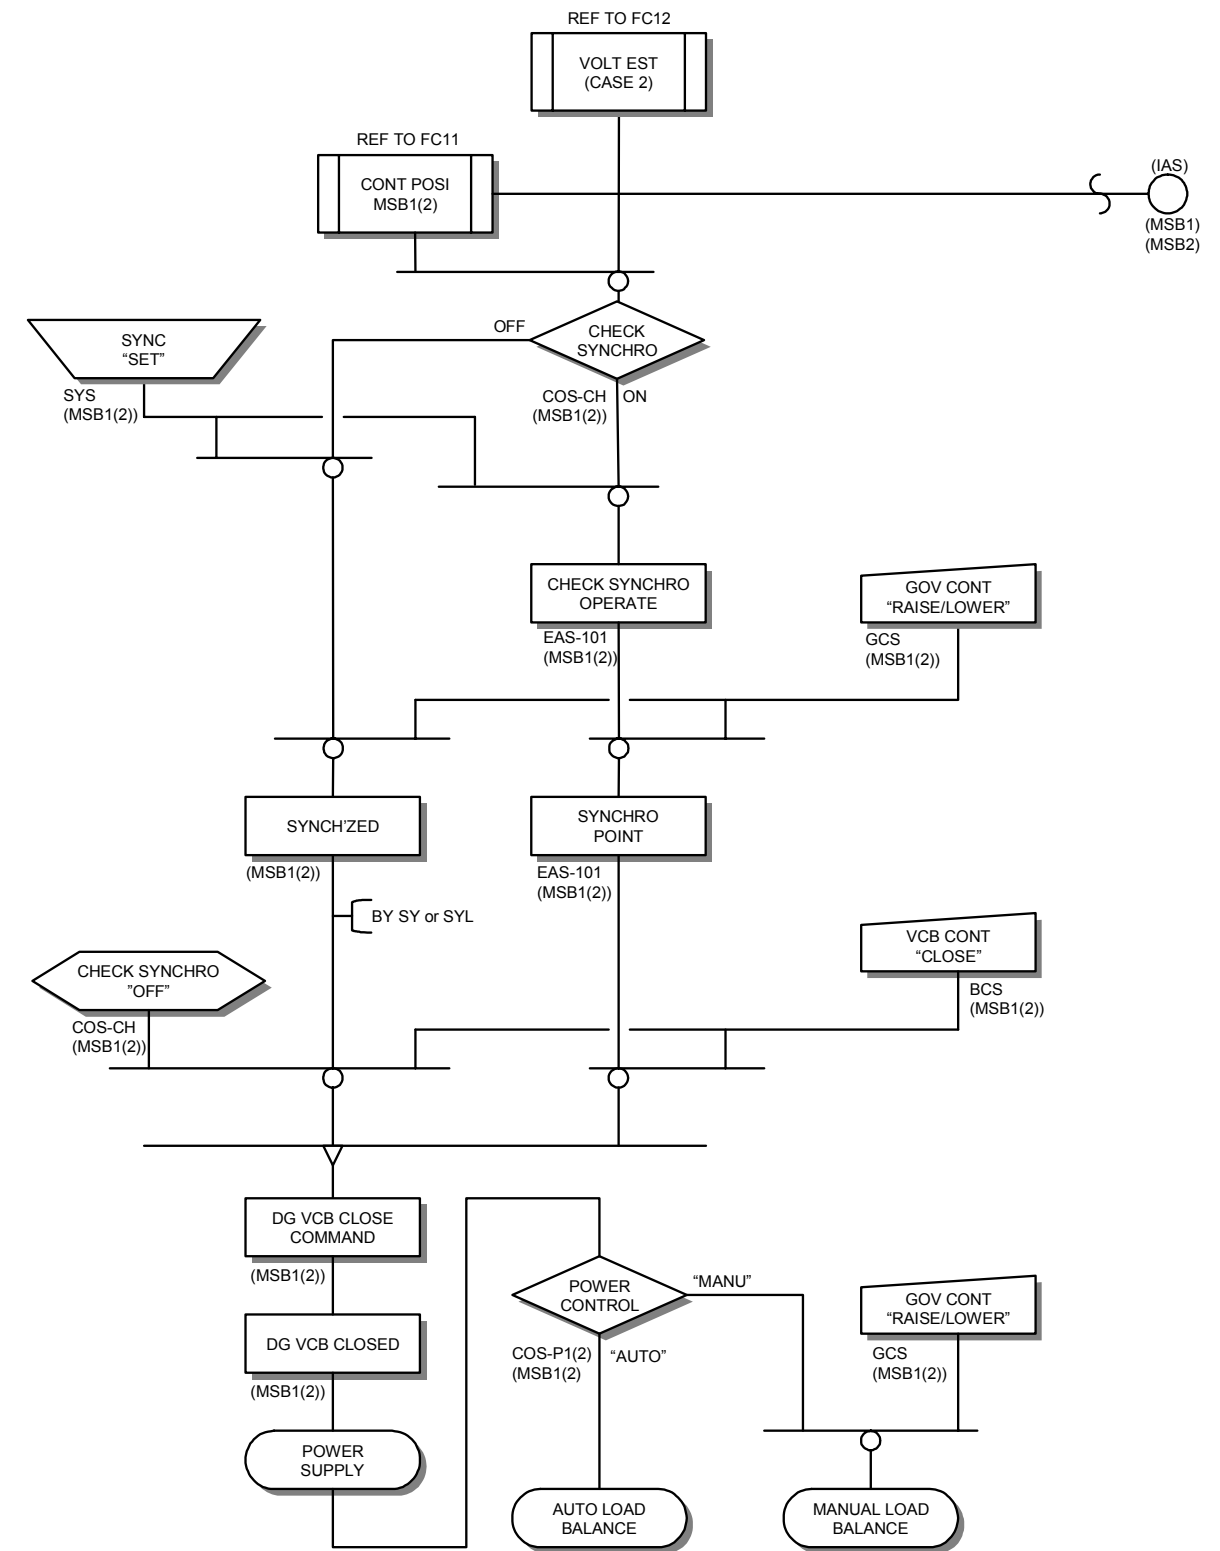 REF TO FC12
VOLT EST
(CASE 2)
REF TO FC11
CONT POSI
MSB1(2)
(IAS)
(MSB1)
(MSB2)
OFF
CHECK
SYNCHRO
SYNC
“SET”
SYS
(MSB1(2))
COS-CH
(MSB1(2))
ON
CHECK SYNCHRO
OPERATE
EAS-101
(MSB1(2))
GOV CONT
“RAISE/LOWER”
GCS
(MSB1(2))
SYNCH’ZED
(MSB1(2))
SYNCHRO
POINT
EAS-101
(MSB1(2))
BY SY or SYL
VCB CONT
“CLOSE”
BCS
(MSB1(2))
CHECK SYNCHRO
”OFF”
COS-CH
(MSB1(2))
DG VCB CLOSE
COMMAND
(MSB1(2))
POWER
CONTROL
“MANU”
GOV CONT
“RAISE/LOWER”
DG VCB CLOSED
(MSB1(2))
COS-P1(2)
(MSB1(2)
“AUTO”
GCS
(MSB1(2))
POWER
SUPPLY
AUTO LOAD
BALANCE
MANUAL LOAD
BALANCE